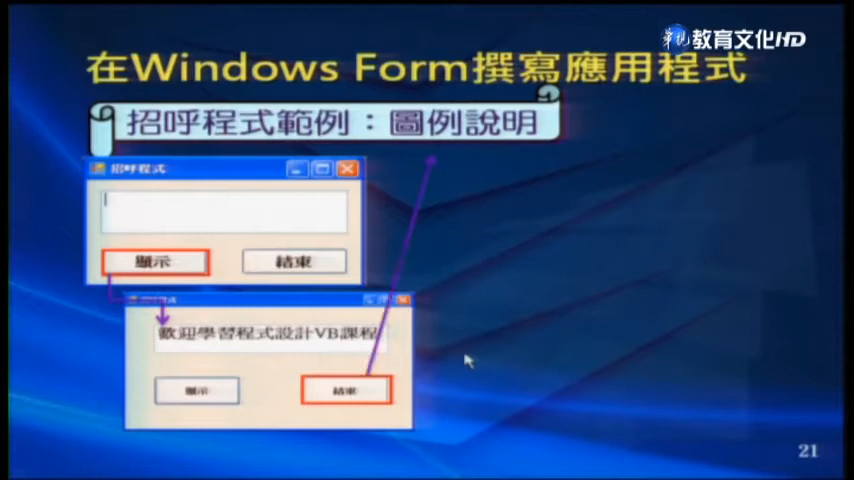 華視教育文化HD
在Windows Form撰寫應用程式
招呼程式範例：圖例說明
招呼程式
顯示 結束
歡迎學習程式設計VB課程
顯示 結束
21